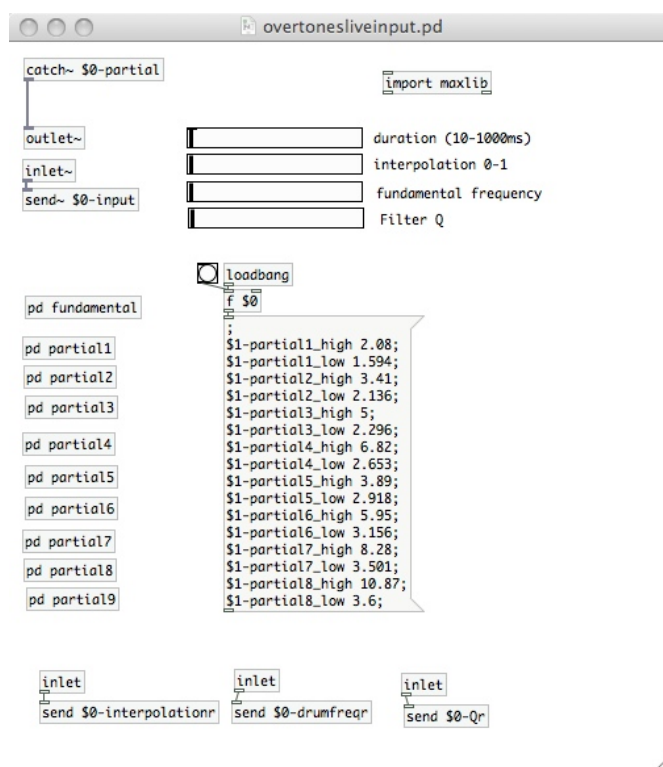 overtonesliveinput.pd
catch~ $0-partial
import maxlib
outlet~
duration (10-1000ms)
inlet~
interpolation 0-1
send~ $0-input
fundamental frequency
Filter Q
loadbang
f $0
pd fundamental
;
$1-partial1_high 2.08;
pd partial1
$1-partial1_low 1.594;
pd partial2
$1-partial2_high 3.41;
$1-partial2_low 2.136;
pd partial3
$1-partial3_high 5;
$1-partial3_low 2.296;
pd partial4
$1-partial4_high 6.82;
$1-partial4_low 2.653;
pd partial5
$1-partial5_high 3.89;
$1-partial5_low 2.918;
pd partial6
$1-partial6_high 5.95;
$1-partial6_low 3.156;
pd partial7
$1-partial7_high 8.28;
$1-partial7_low 3.501;
pd partial8
$1-partial8_high 10.87;
$1-partial8_low 3.6;
pd partial9
inlet
send $0-interpolationr
inlet
send $0-drumfreqr
inlet
send $0-Qr